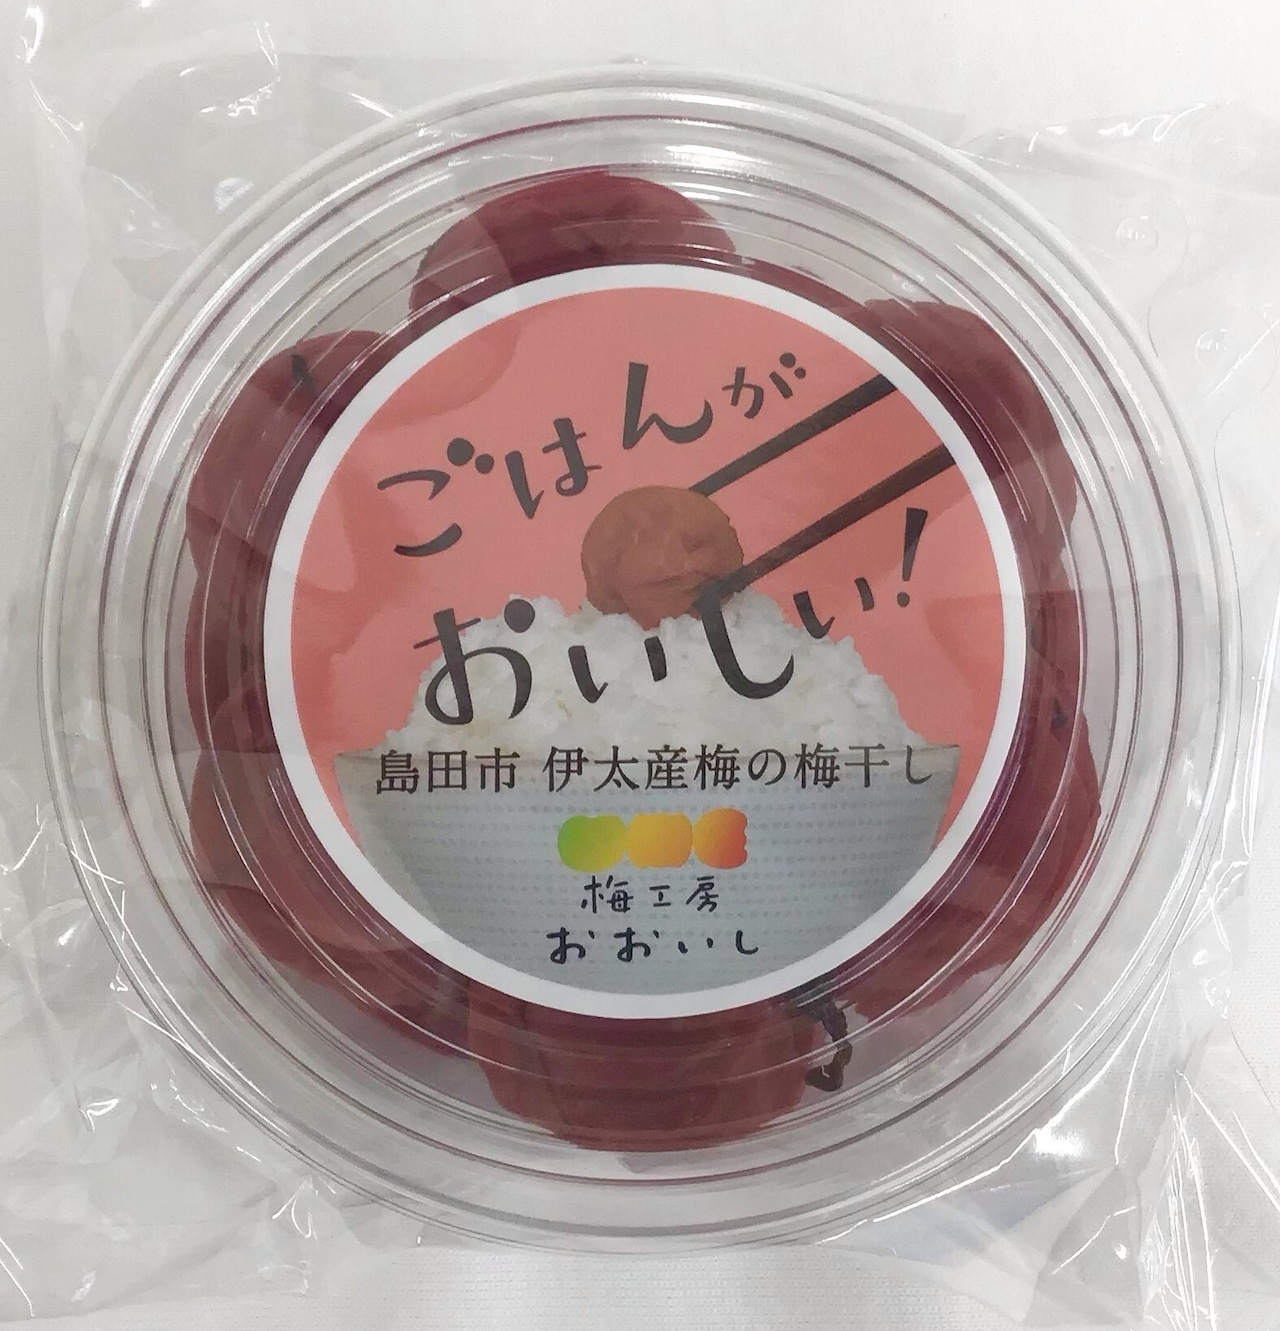 ごはんが
おいしい!
島田市 伊太産梅の梅干し
梅工房
おおいし